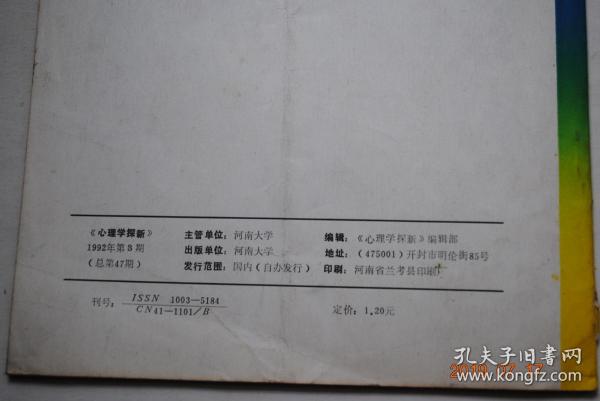 《心理学探新》 主管单位：河南大学 编辑：《心理学探新》编辑部
1992年第3期 出版单位：河南大学 地址：（475001）开封市明伦街85号
（总第47期） 发行范围：国内（自办发行） 印刷：河南省兰考县印刷厂
刊号：ISSN 1003—5184
CN41—1101/B
定价：1.20元
孔夫子旧书网
www.kongfz.com